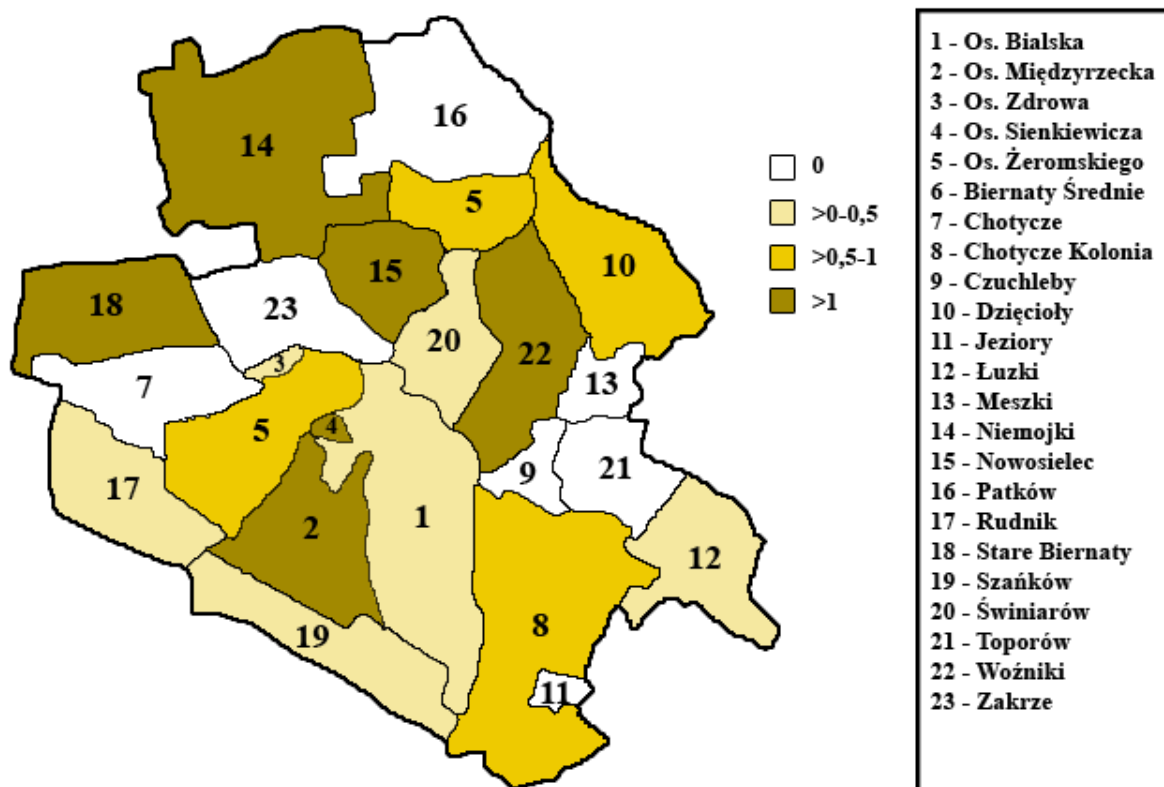 16
14
5
10
15
18
23
20
22
3
13
7
4
5
9
21
17
1
2
12
8
19
11
0
>0-0,5
>0,5-1
>1
1 - Os. Bialska
2 - Os. Międzyrzecka
3 - Os. Zdrowa
4 - Os. Sienkiewicza
5 - Os. Żeromskiego
6 - Biernaty Średnie
7 - Chotycze
8 - Chotycze Kolonia
9 - Czuchleby
10 - Dzięcioły
11 - Jeziory
12 - Łuzki
13 - Meszki
14 - Niemojki
15 - Nowosielec
16 - Patków
17 - Rudnik
18 - Stare Biernaty
19 - Szańków
20 - Świniarów
21 - Toporów
22 - Woźniki
23 - Zakrze